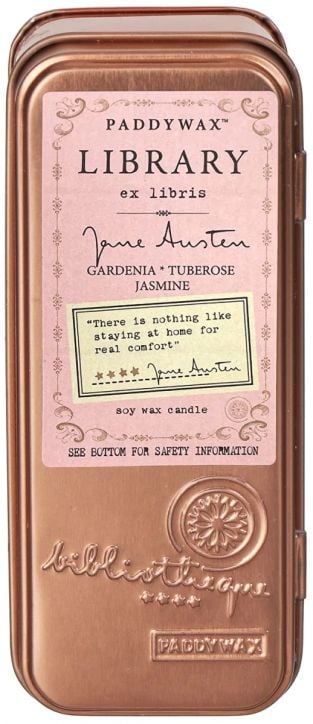 PADDYWAX™
LIBRARY
ex libris
Jane Austen
GARDENIA * TUBEROSE
JASMINE
"There is nothing like
staying at home for
real comfort"
Jane Austen
soy wax candle
SEE BOTTOM FOR SAFETY INFORMATION
bibliothèque
PADDYWAX